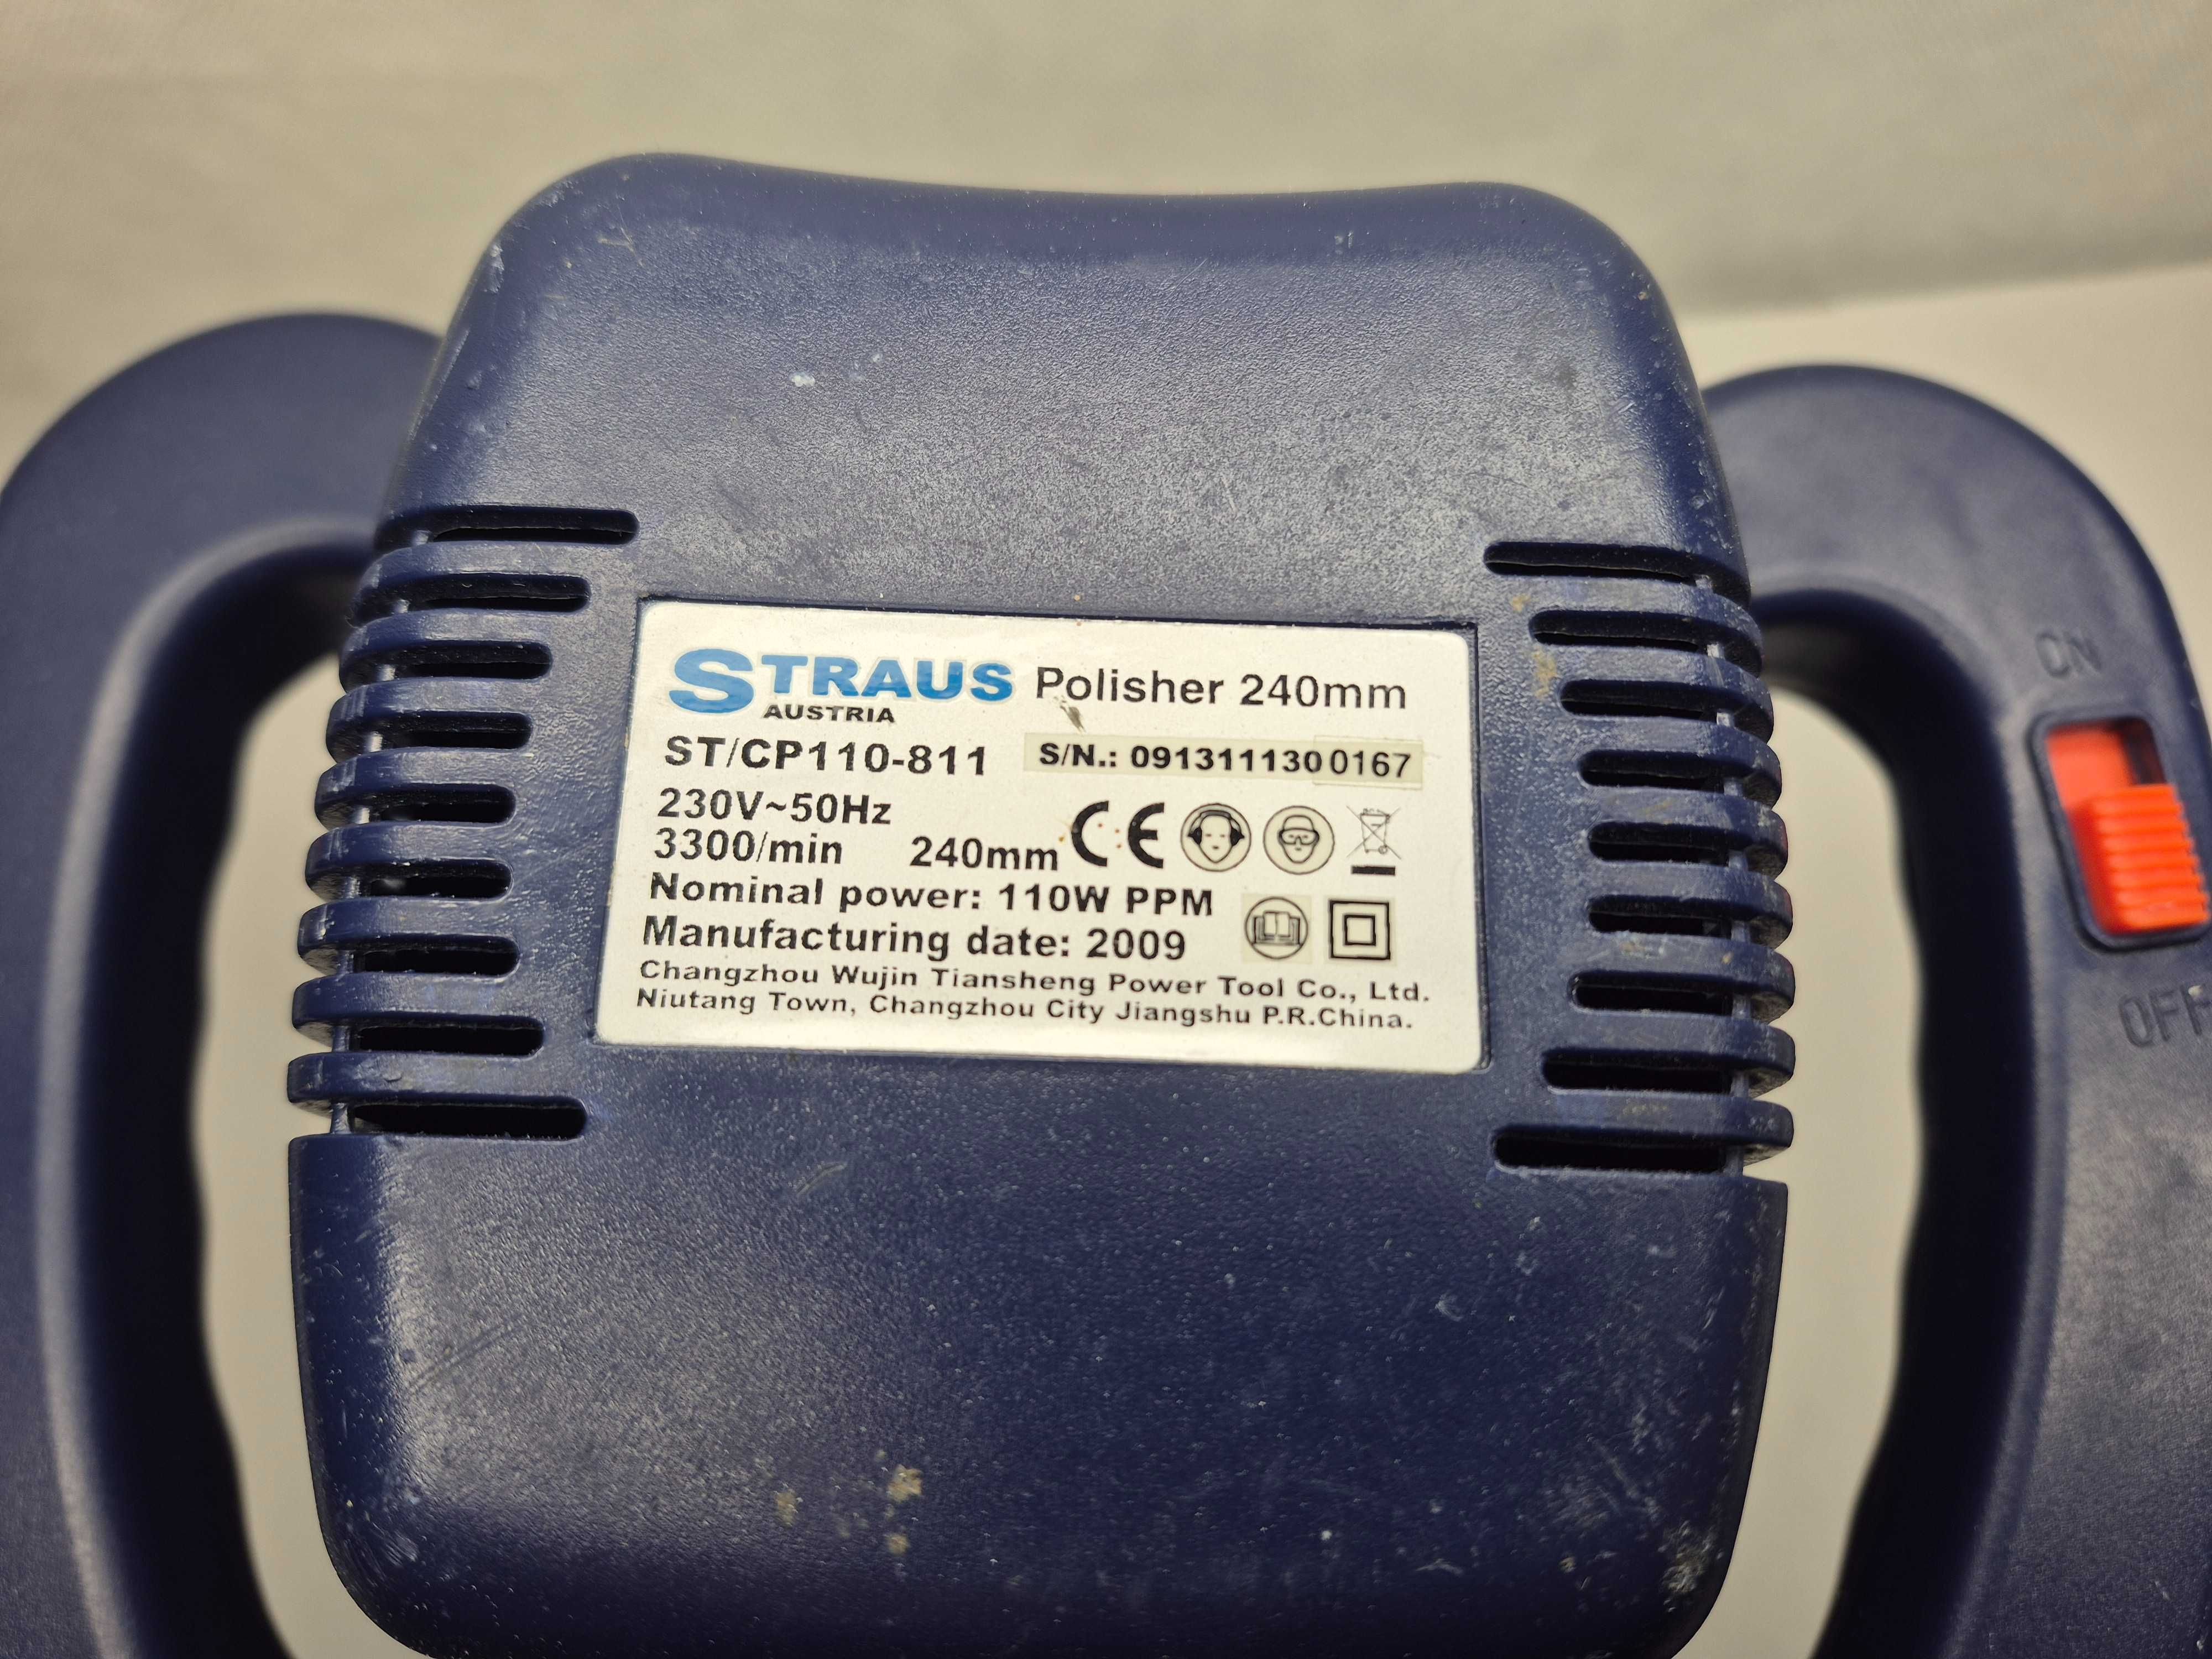 STRAUS Polisher 240mm
AUSTRIA
ST/CP110-811 S/N.: 0913111300167
230V~50Hz
3300/min 240mm CE
Nominal power: 110W PPM
Manufacturing date: 2009
Changzhou Wujin Tiansheng Power Tool Co., Ltd.
Niutang Town, Changzhou City Jiangshu P.R.China.
ON
OFF